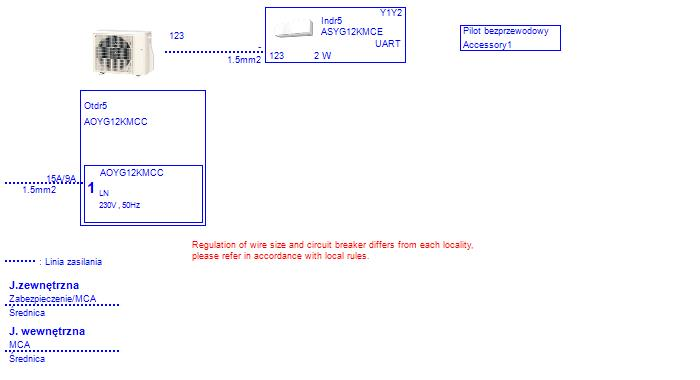 123
-
1.5mm2
Indr5
Y1Y2
ASYG12KMCE
UART
123 2 W
Pilot bezprzewodowy
Accessory1
Otdr5
AOYG12KMCC
15A/9A
1.5mm2
AOYG12KMCC
1 LN
230V , 50Hz
Regulation of wire size and circuit breaker differs from each locality,
please refer in accordance with local rules.
: Linia zasilania
J.zewnętrzna
Zabezpieczenie/MCA
Średnica
J. wewnętrzna
MCA
Średnica